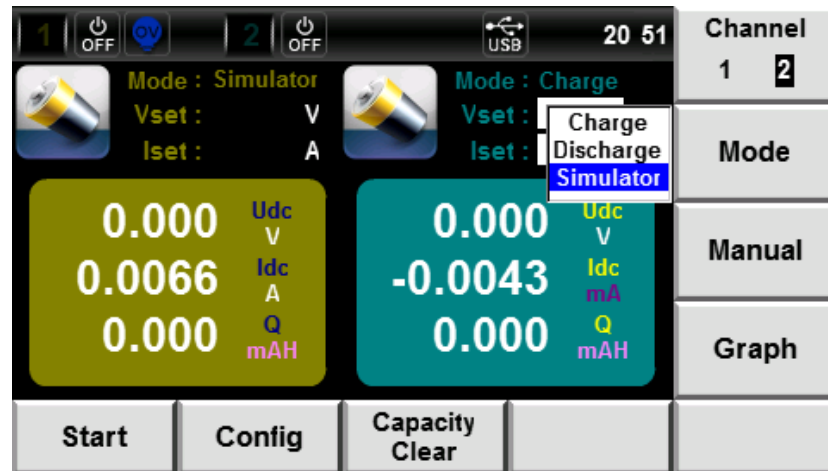 1 OFF OV 2 OFF USB 20 51
Channel
1 2
Mode : Simulator
Vset : V
Iset : A
Mode : Charge
Vset :
Iset :
Charge
Discharge
Simulator
0.000 Udc V
0.0066 Idc A
0.000 Q mAH
0.000 Udc V
-0.0043 Idc mA
0.000 Q mAH
Mode
Manual
Graph
Start
Config
Capacity
Clear